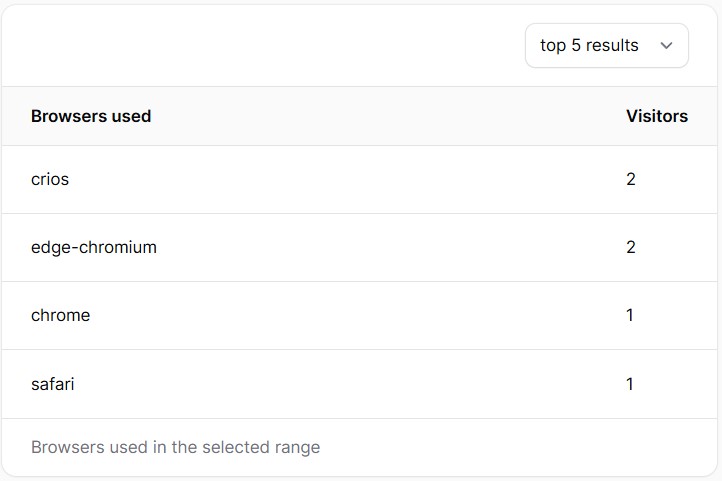 top 5 results
Browsers used Visitors
crios 2
edge-chromium 2
chrome 1
safari 1
Browsers used in the selected range